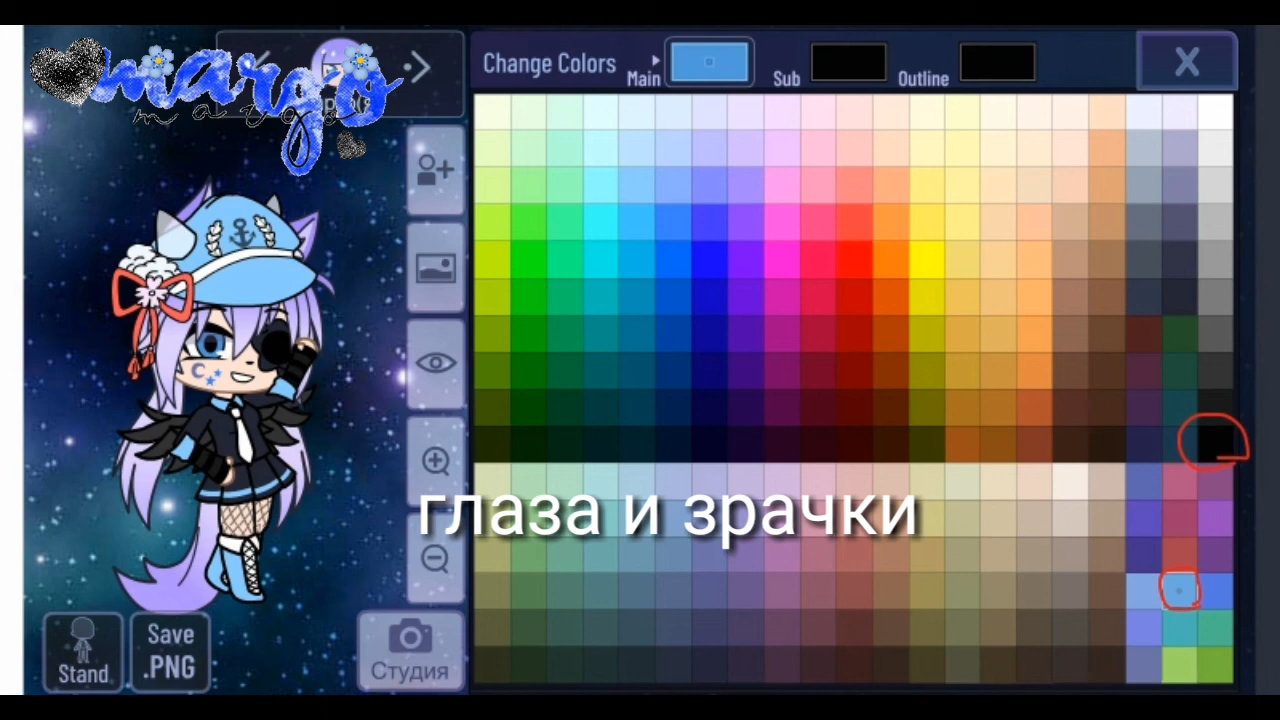 margo
Change Colors
Main
Sub
Outline
X
глаза и зрачки
Stand
Save
.PNG
Студия